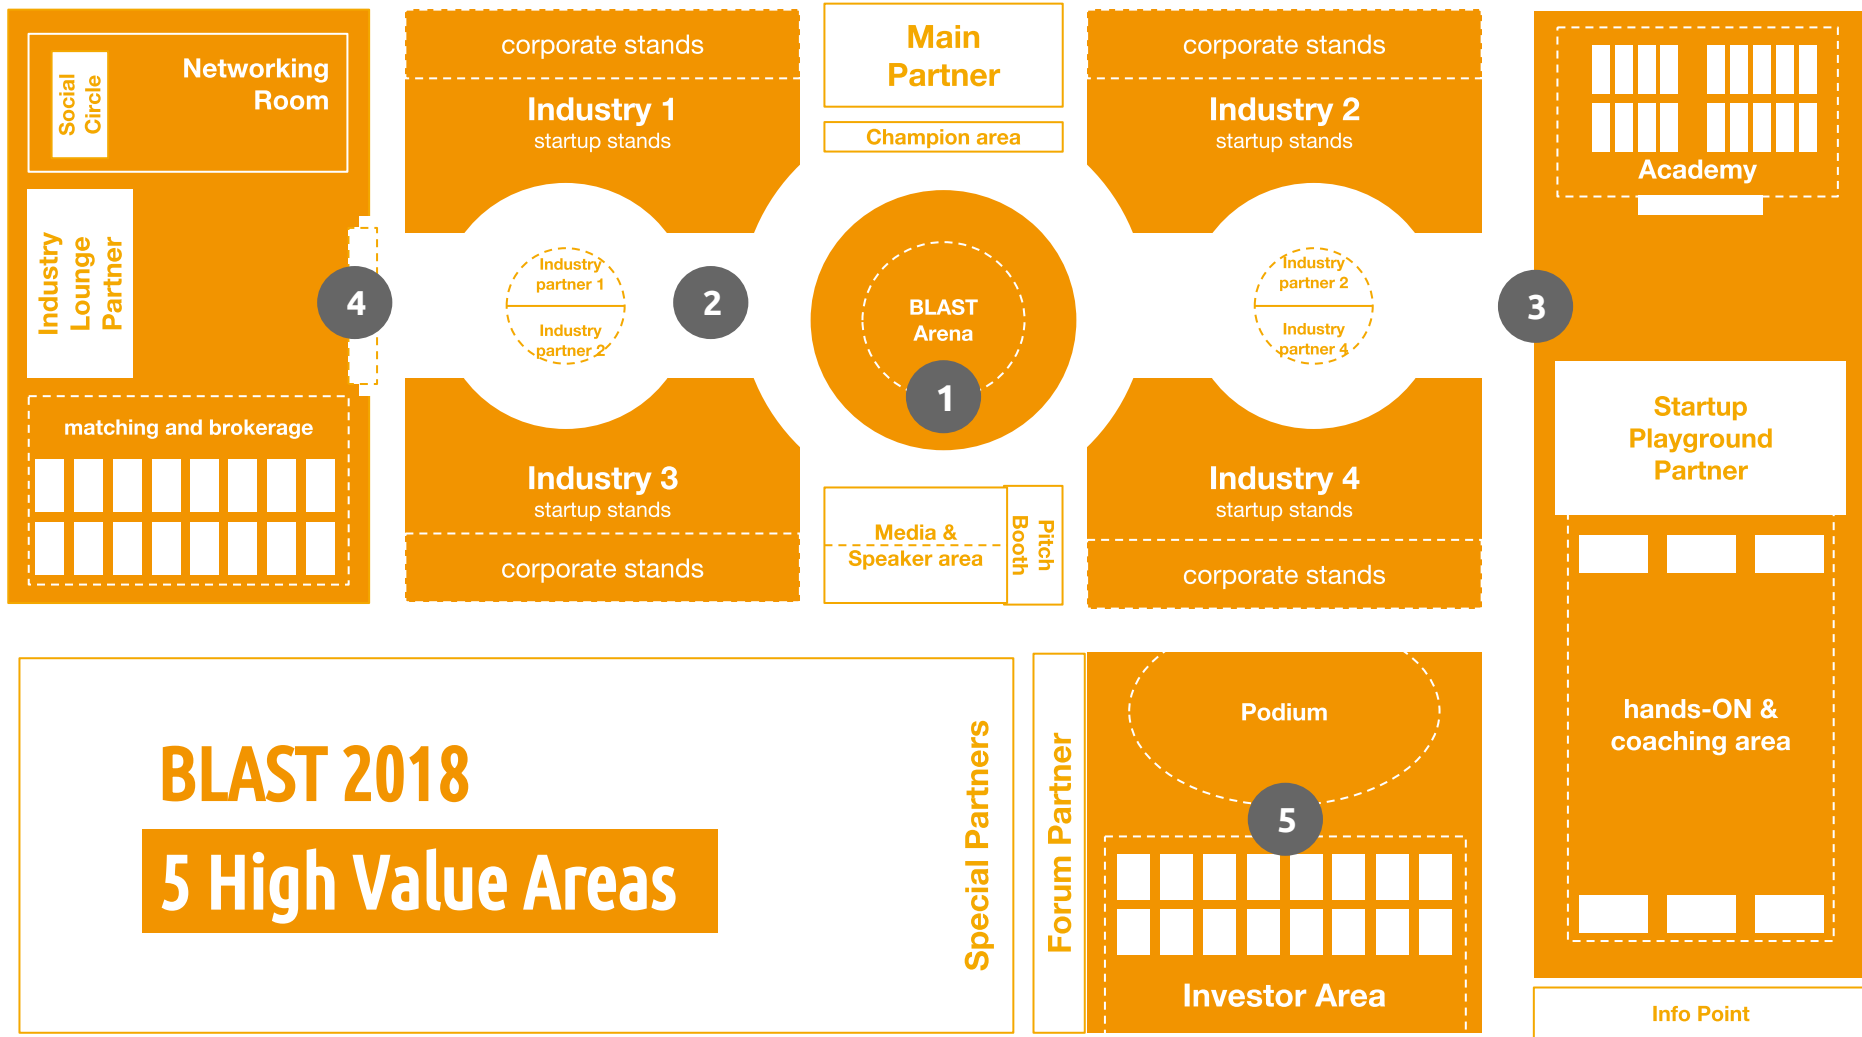 Social
Circle
Networking
Room
Industry
Lounge
Partner
4
matching and brokerage
corporate stands
Industry 1
startup stands
Industry
partner 1
Industry
partner 2
2
Industry 3
startup stands
corporate stands
Main
Partner
Champion area
BLAST
Arena
1
Media &
Speaker area
Pitch
Booth
corporate stands
Industry 2
startup stands
Industry
partner 2
Industry
partner 4
Industry 4
startup stands
corporate stands
3
Academy
Startup
Playground
Partner
hands-ON &
coaching area
Info Point
BLAST 2018
5 High Value Areas
Special Partners
Forum Partner
Podium
5
Investor Area